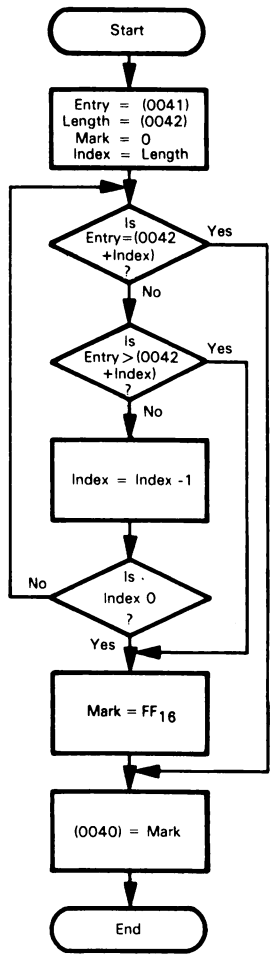 Start
Entry = (0041)
Length = (0042)
Mark = 0
Index = Length
Is
Entry=(0042
+Index)
?
Yes
No
Is
Entry>(0042
+Index)
?
Yes
No
Index = Index -1
Is
Index 0
?
No
Yes
Mark = FF16
(0040) = Mark
End